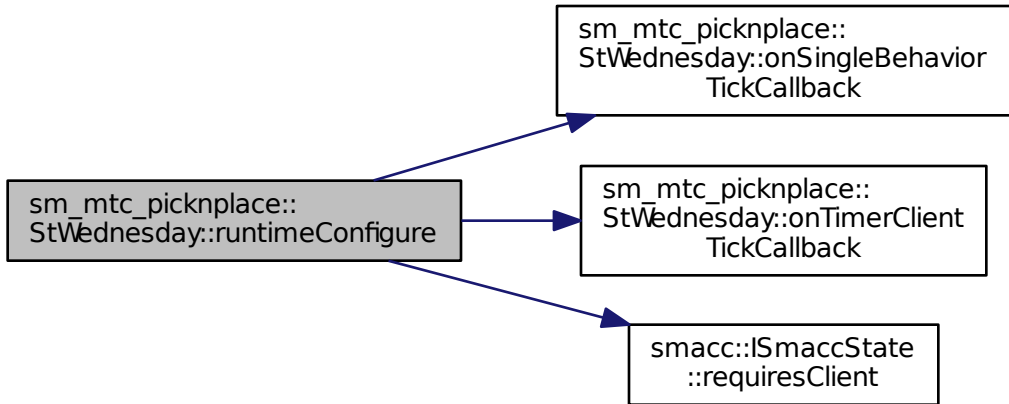 sm_mtc_picknplace::
StWednesday::onSingleBehavior
TickCallback
sm_mtc_picknplace::
StWednesday::runtimeConfigure
sm_mtc_picknplace::
StWednesday::onTimerClient
TickCallback
smacc::ISmaccState
::requiresClient